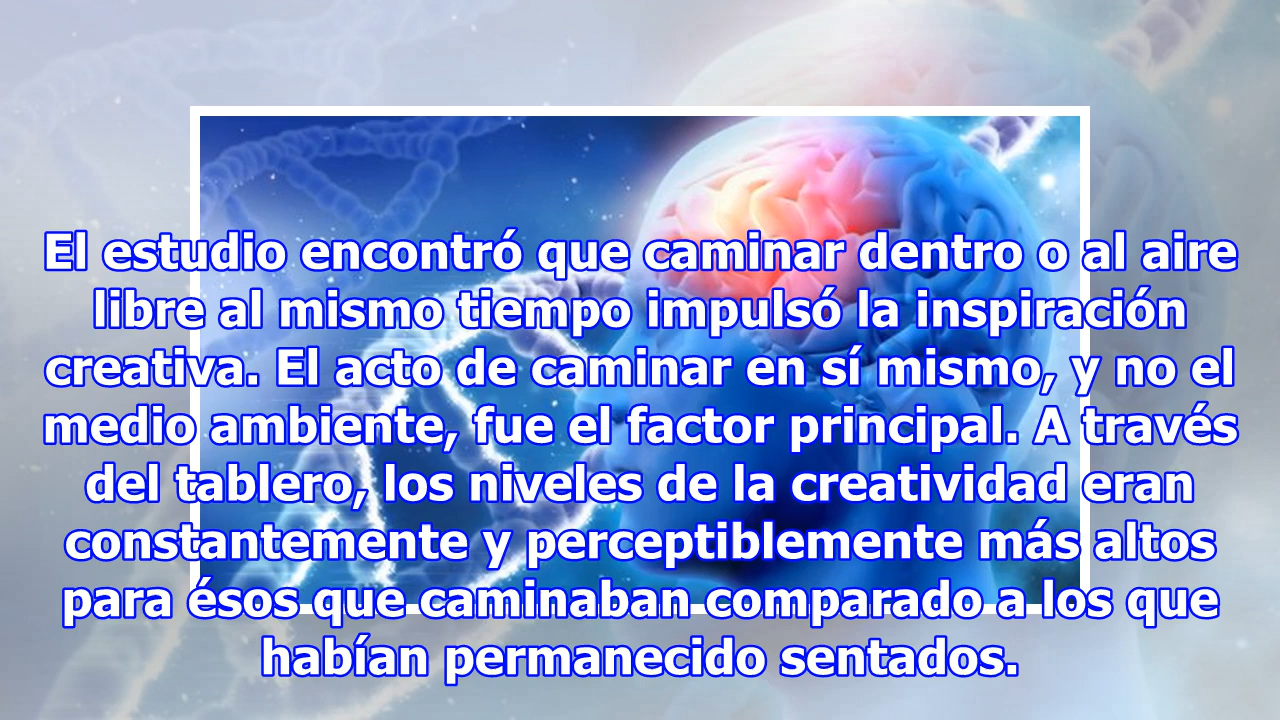 El estudio encontró que caminar dentro o al aire
libre al mismo tiempo impulsó la inspiración
creativa. El acto de caminar en sí mismo, y no el
medio ambiente, fue el factor principal. A través
del tablero, los niveles de la creatividad eran
constantemente y perceptiblemente más altos
para ésos que caminaban comparado a los que
habían permanecido sentados.